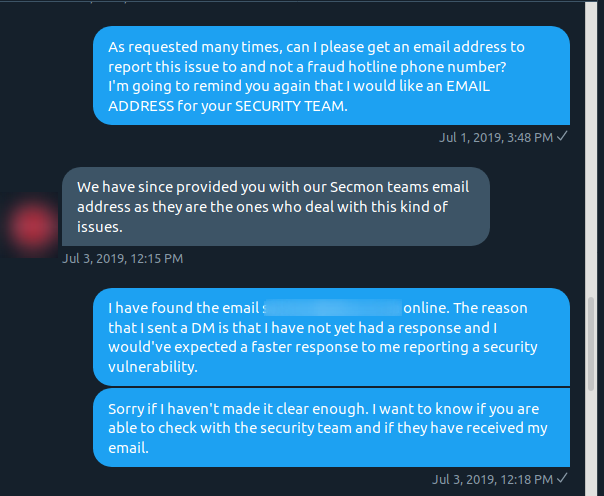 As requested many times, can I please get an email address to
report this issue to and not a fraud hotline phone number?
I'm going to remind you again that I would like an EMAIL
ADDRESS for your SECURITY TEAM.
Jul 1, 2019, 3:48 PM ✓
We have since provided you with our Secmon teams email
address as they are the ones who deal with this kind of
issues.
Jul 3, 2019, 12:15 PM
I have found the email s online. The reason
that I sent a DM is that I have not yet had a response and I
would've expected a faster response to me reporting a security
vulnerability.
Sorry if I haven't made it clear enough. I want to know if you are
able to check with the security team and if they have received my
email.
Jul 3, 2019, 12:18 PM ✓